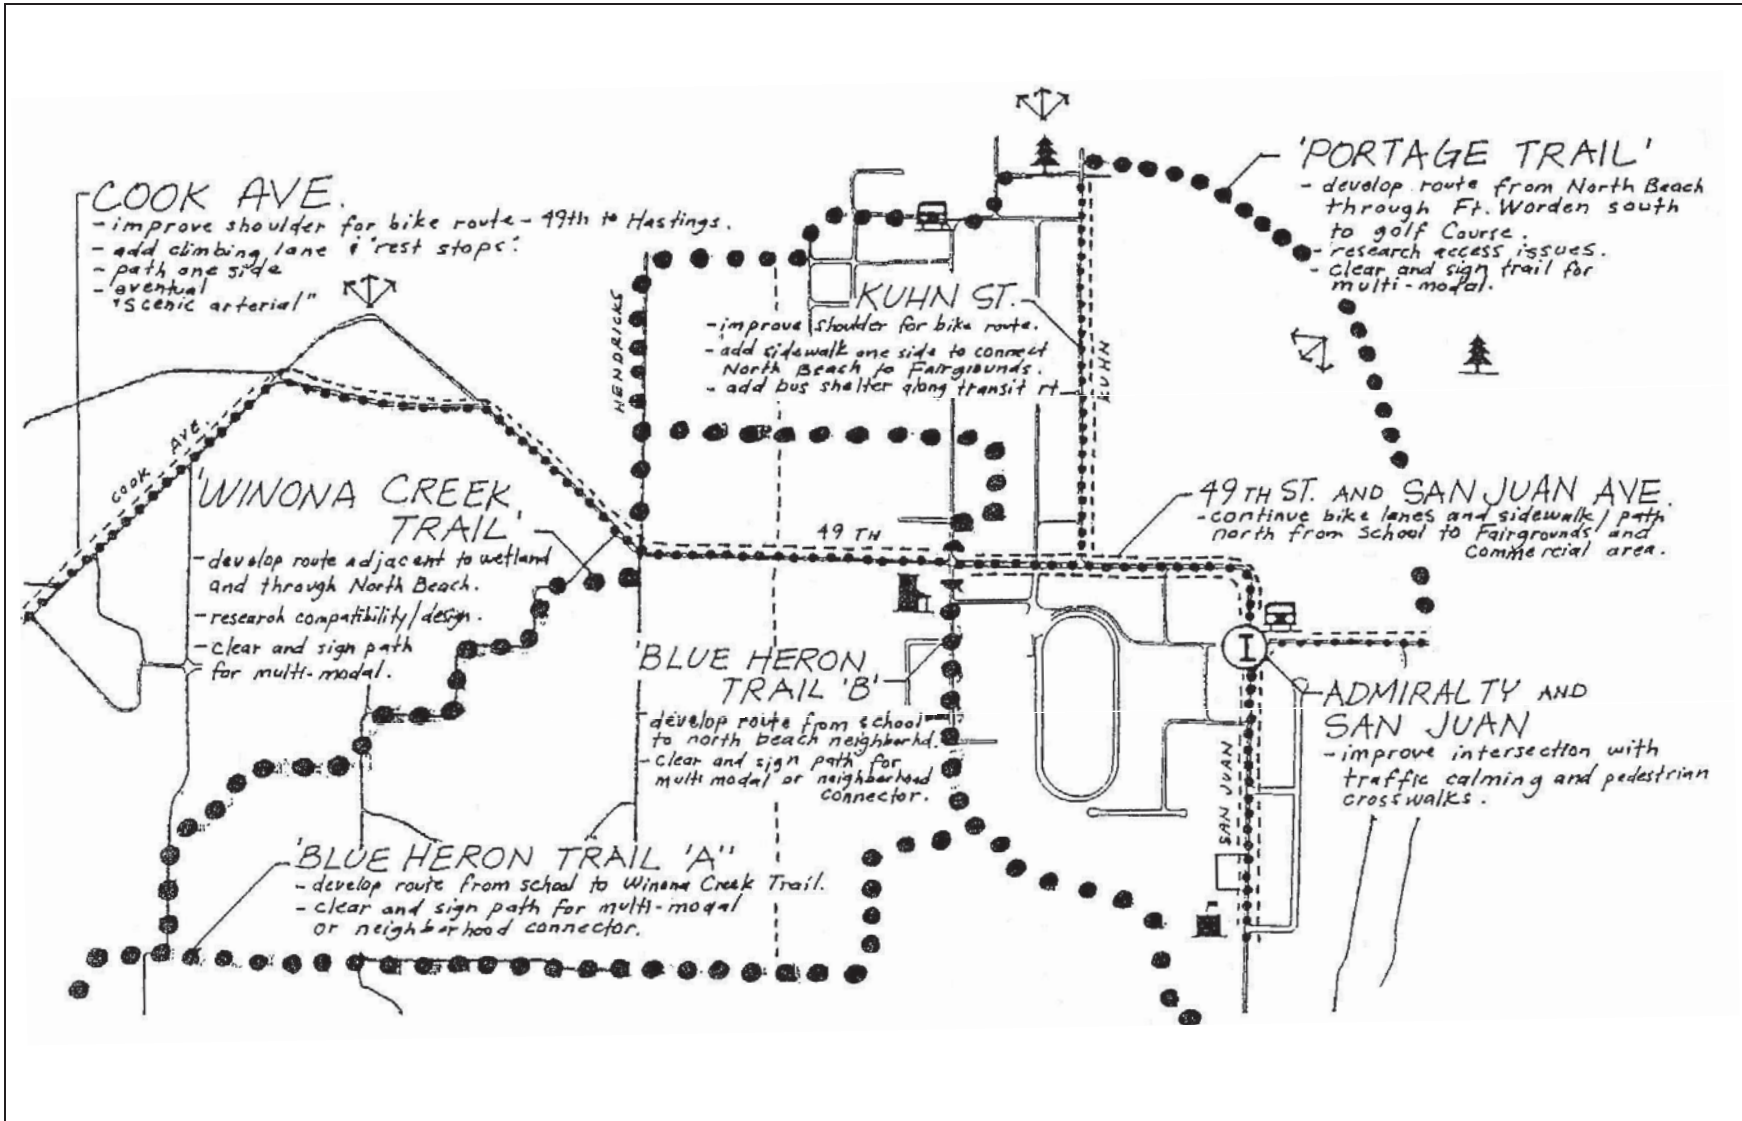 COOK AVE.
- improve shoulder for bike route - 49th to Hastings.
- add climbing lane & 'rest stops'.
- path one side
- eventual
"scenic arterial"
'PORTAGE TRAIL'
- develop route from North Beach
through Ft. Worden south
to golf Course.
- research access issues.
- clear and sign trail for
multi-modal.
HENDRICKS
KUHN ST.
- improve shoulder for bike route.
- add sidewalk one side to connect
North Beach to Fairgrounds.
- add bus shelter along transit rt.
KUHN
COOK AVE.
'WINONA CREEK
TRAIL'
- develop route adjacent to wetland
and through North Beach.
- research compatibility/design.
- clear and sign path
for multi-modal.
49TH
49TH ST. AND SAN JUAN AVE.
- continue bike lanes and sidewalk/path
north from School to Fairgrounds and
Commercial area.
'BLUE HERON
TRAIL 'B'
- develop route from school
to north beach neighborhd.
- clear and sign path for
multi modal or neighborhood
connector.
I
ADMIRALTY AND
SAN JUAN
- improve intersection with
traffic calming and pedestrian
crosswalks.
SAN JUAN
'BLUE HERON TRAIL 'A''
- develop route from school to Winona Creek Trail.
- clear and sign path for multi-modal
or neighborhood connector.